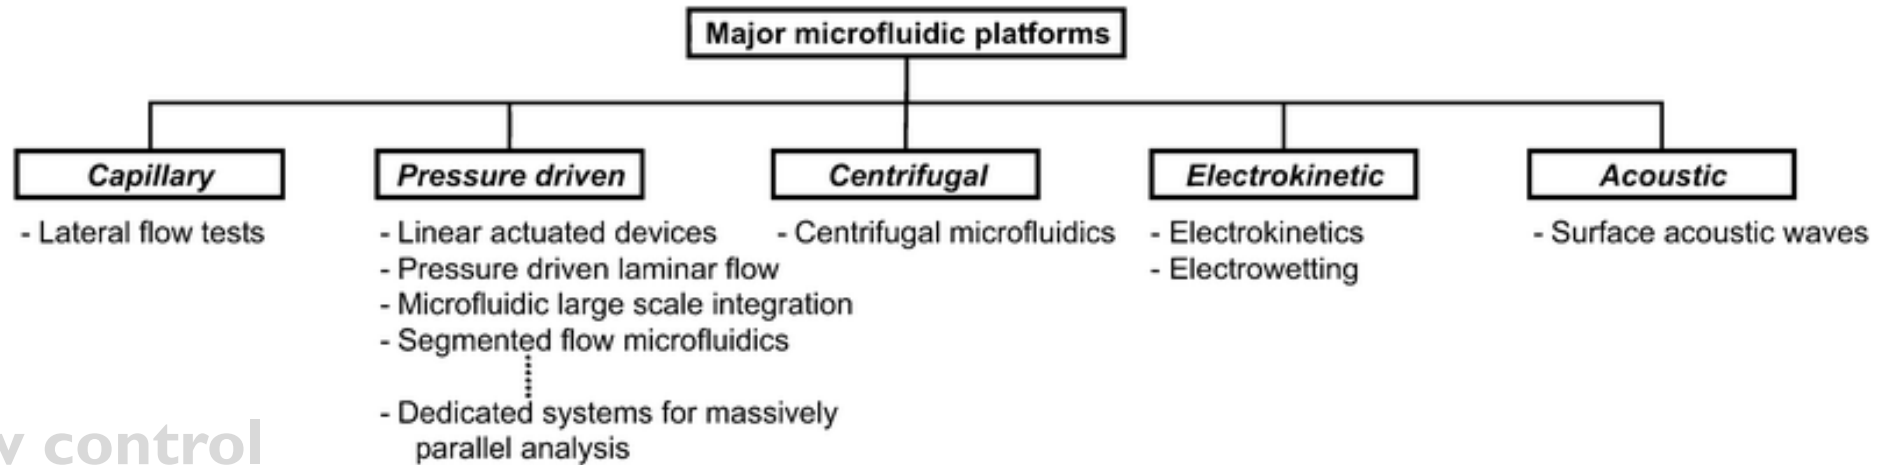 Major microfluidic platforms
Capillary
- Lateral flow tests
Pressure driven
- Linear actuated devices
- Pressure driven laminar flow
- Microfluidic large scale integration
- Segmented flow microfluidics
- Dedicated systems for massively
parallel analysis
Centrifugal
- Centrifugal microfluidics
Electrokinetic
- Electrokinetics
- Electrowetting
Acoustic
- Surface acoustic waves
control